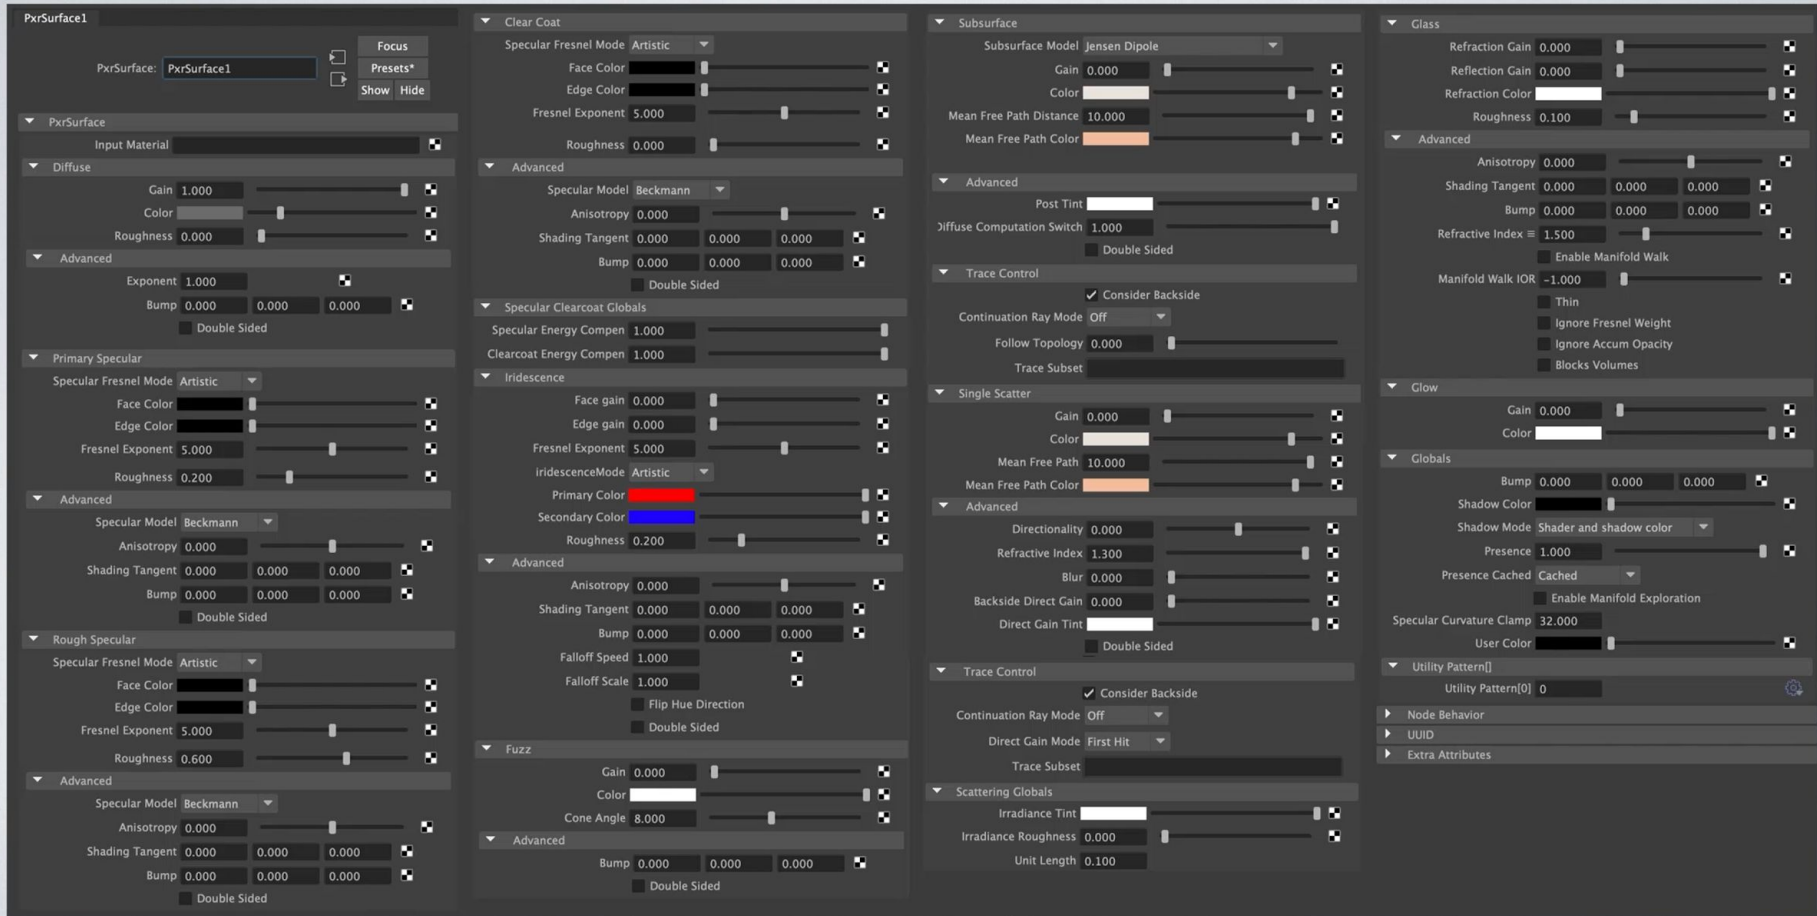 PxrSurface1
PxrSurface: PxrSurface1
Focus
Presets*
Show Hide
PxrSurface
Input Material
Diffuse
Gain 1.000
Color
Roughness 0.000
Advanced
Exponent 1.000
Bump 0.000 0.000 0.000
Double Sided
Primary Specular
Specular Fresnel Mode Artistic
Face Color
Edge Color
Fresnel Exponent 5.000
Roughness 0.200
Advanced
Specular Model Beckmann
Anisotropy 0.000
Shading Tangent 0.000 0.000 0.000
Bump 0.000 0.000 0.000
Double Sided
Rough Specular
Specular Fresnel Mode Artistic
Face Color
Edge Color
Fresnel Exponent 5.000
Roughness 0.600
Advanced
Specular Model Beckmann
Anisotropy 0.000
Shading Tangent 0.000 0.000 0.000
Bump 0.000 0.000 0.000
Double Sided
Clear Coat
Specular Fresnel Mode Artistic
Face Color
Edge Color
Fresnel Exponent 5.000
Roughness 0.000
Advanced
Specular Model Beckmann
Anisotropy 0.000
Shading Tangent 0.000 0.000 0.000
Bump 0.000 0.000 0.000
Double Sided
Specular Clearcoat Globals
Specular Energy Compen 1.000
Clearcoat Energy Compen 1.000
Iridescence
Face gain 0.000
Edge gain 0.000
Fresnel Exponent 5.000
iridescenceMode Artistic
Primary Color
Secondary Color
Roughness 0.200
Advanced
Anisotropy 0.000
Shading Tangent 0.000 0.000 0.000
Bump 0.000 0.000 0.000
Falloff Speed 1.000
Falloff Scale 1.000
Flip Hue Direction
Double Sided
Fuzz
Gain 0.000
Color
Cone Angle 8.000
Advanced
Bump 0.000 0.000 0.000
Double Sided
Subsurface
Subsurface Model Jensen Dipole
Gain 0.000
Color
Mean Free Path Distance 10.000
Mean Free Path Color
Advanced
Post Tint
Diffuse Computation Switch 1.000
Double Sided
Trace Control
Consider Backside
Continuation Ray Mode Off
Follow Topology 0.000
Trace Subset
Single Scatter
Gain 0.000
Color
Mean Free Path 10.000
Mean Free Path Color
Advanced
Directionality 0.000
Refractive Index 1.300
Blur 0.000
Backside Direct Gain 0.000
Direct Gain Tint
Double Sided
Trace Control
Consider Backside
Continuation Ray Mode Off
Direct Gain Mode First Hit
Trace Subset
Scattering Globals
Irradiance Tint
Irradiance Roughness 0.000
Unit Length 0.100
Glass
Refraction Gain 0.000
Reflection Gain 0.000
Refraction Color
Roughness 0.100
Advanced
Anisotropy 0.000
Shading Tangent 0.000 0.000 0.000
Bump 0.000 0.000 0.000
Refractive Index 1.500
Enable Manifold Walk
Manifold Walk IOR -1.000
Thin
Ignore Fresnel Weight
Ignore Accum Opacity
Blocks Volumes
Glow
Gain 0.000
Color
Globals
Bump 0.000 0.000 0.000
Shadow Color
Shadow Mode Shader and shadow color
Presence 1.000
Presence Cached Cached
Enable Manifold Exploration
Specular Curvature Clamp 32.000
User Color
Utility Pattern[]
Utility Pattern[0] 0
Node Behavior
UUID
Extra Attributes